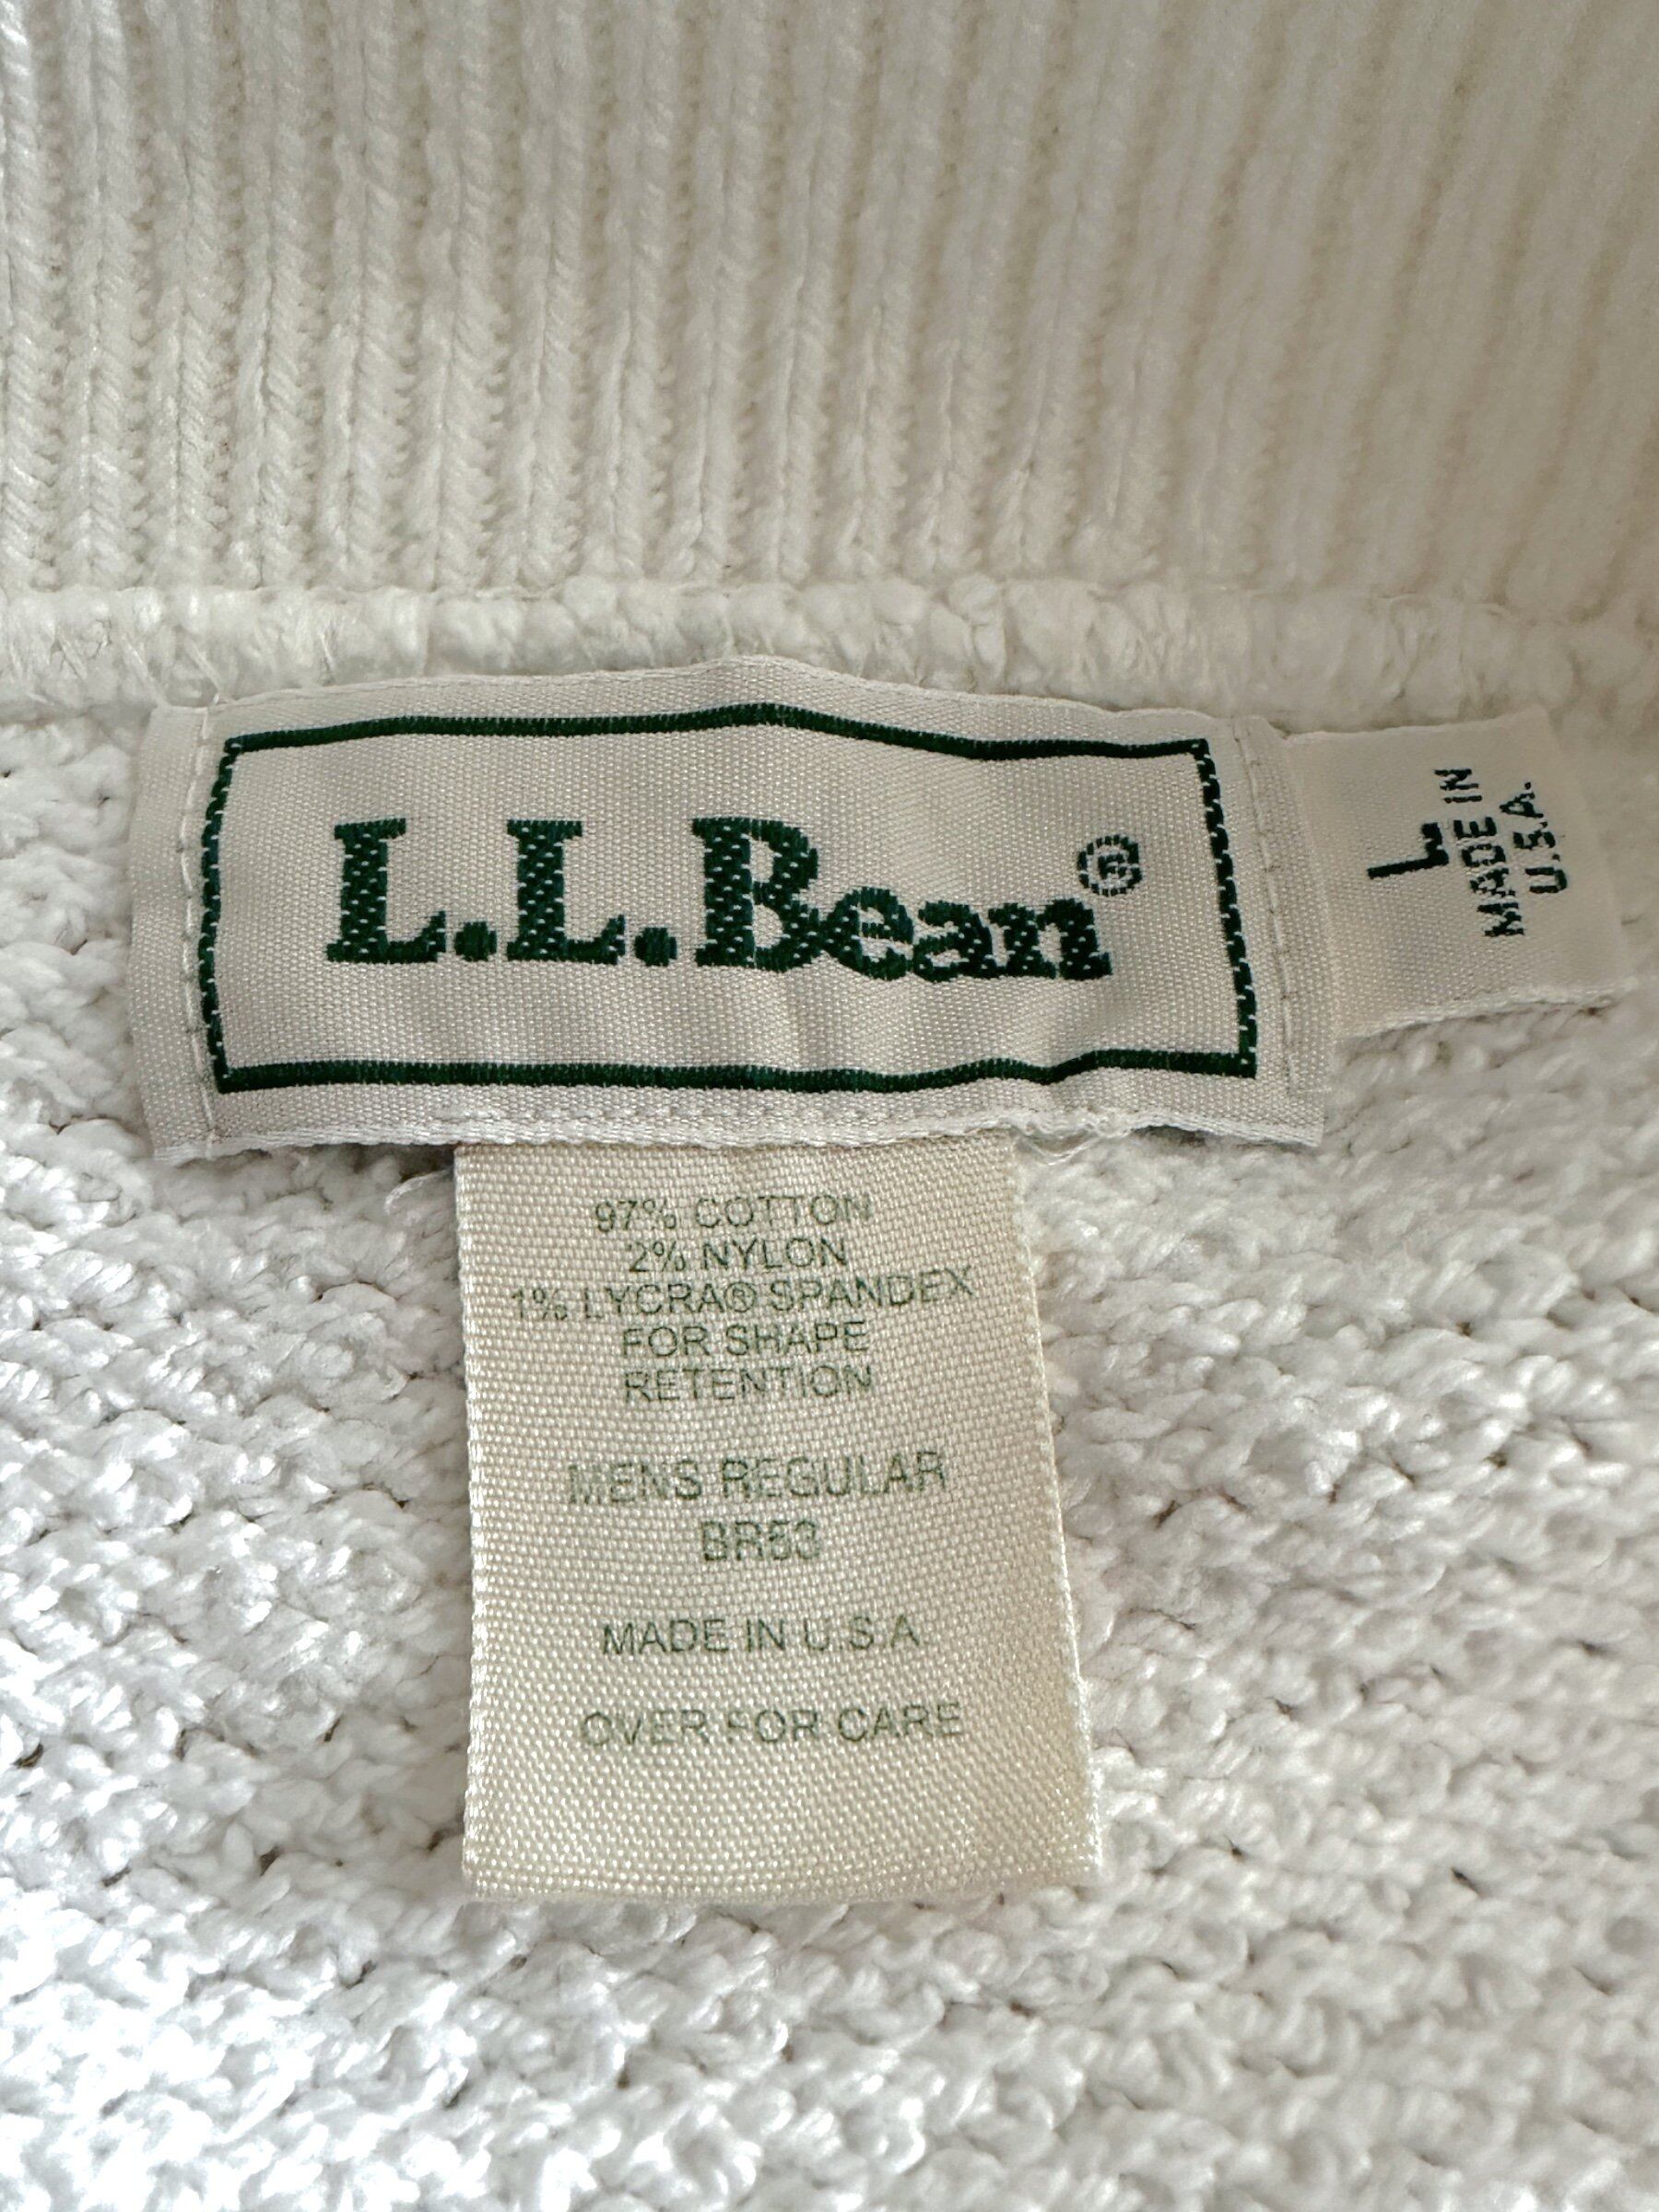 L.L.Bean®
L
MADE IN
U.S.A.
97% COTTON
2% NYLON
1% LYCRA® SPANDEX
FOR SHAPE
RETENTION
MENS REGULAR
BR53
MADE IN U.S.A
OVER FOR CARE